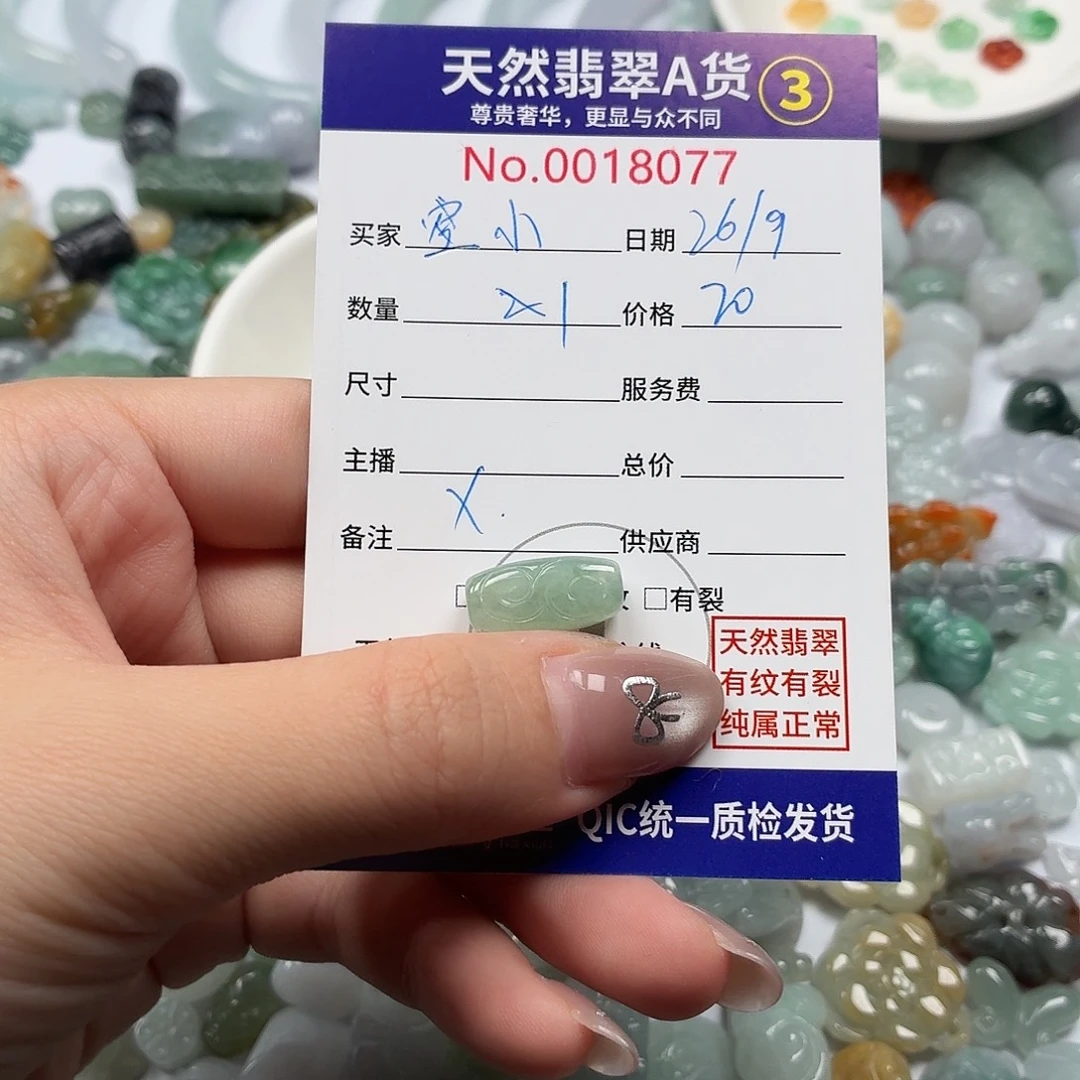 天然翡翠A货 3
尊贵奢华，更显与众不同
No.0018077
买家 日期 26/9
数量 x1 价格 20
尺寸 服务费
主播 总价
备注 X. 供应商
纹 有裂
天然翡翠
有纹有裂
纯属正常
QIC统一质检发货